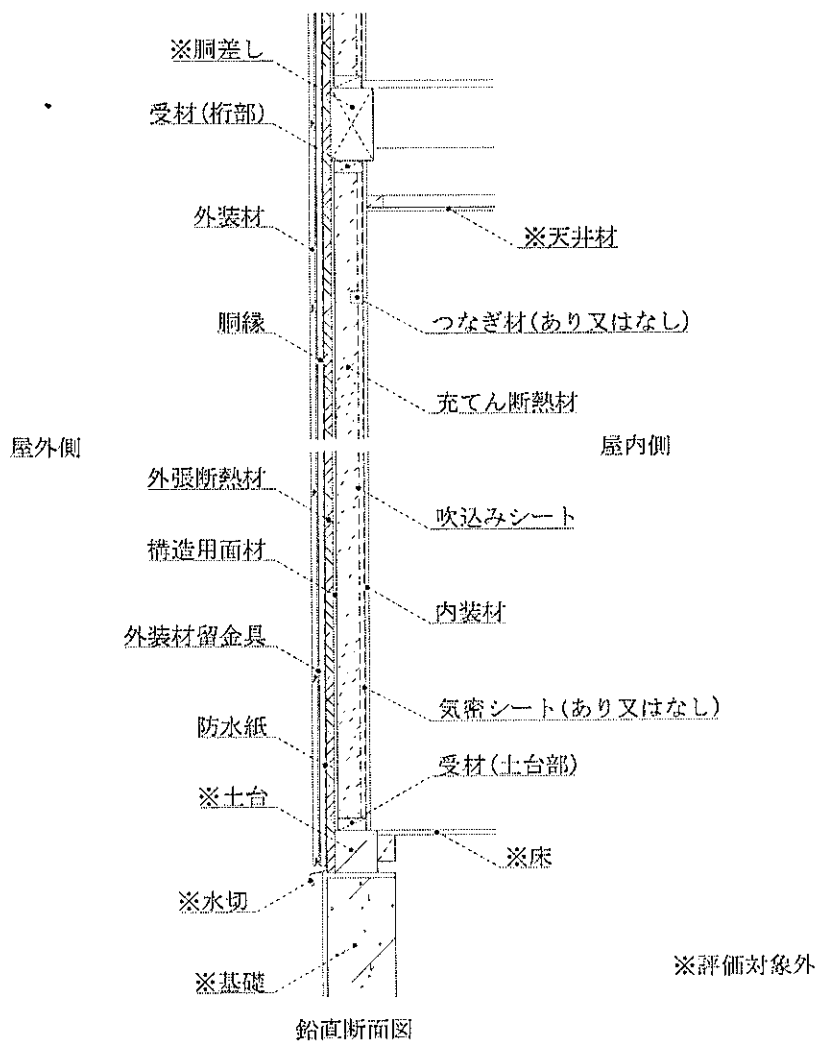 ※胴差し
受材(桁部)
外装材
※天井材
つなぎ材(あり又はなし)
胴縁
充てん断熱材
屋外側
屋内側
外張断熱材
吹込みシート
構造用面材
内装材
外装材留金具
気密シート(あり又はなし)
防水紙
受材(土台部)
※土台
※床
※水切
※基礎
※評価対象外
鉛直断面図